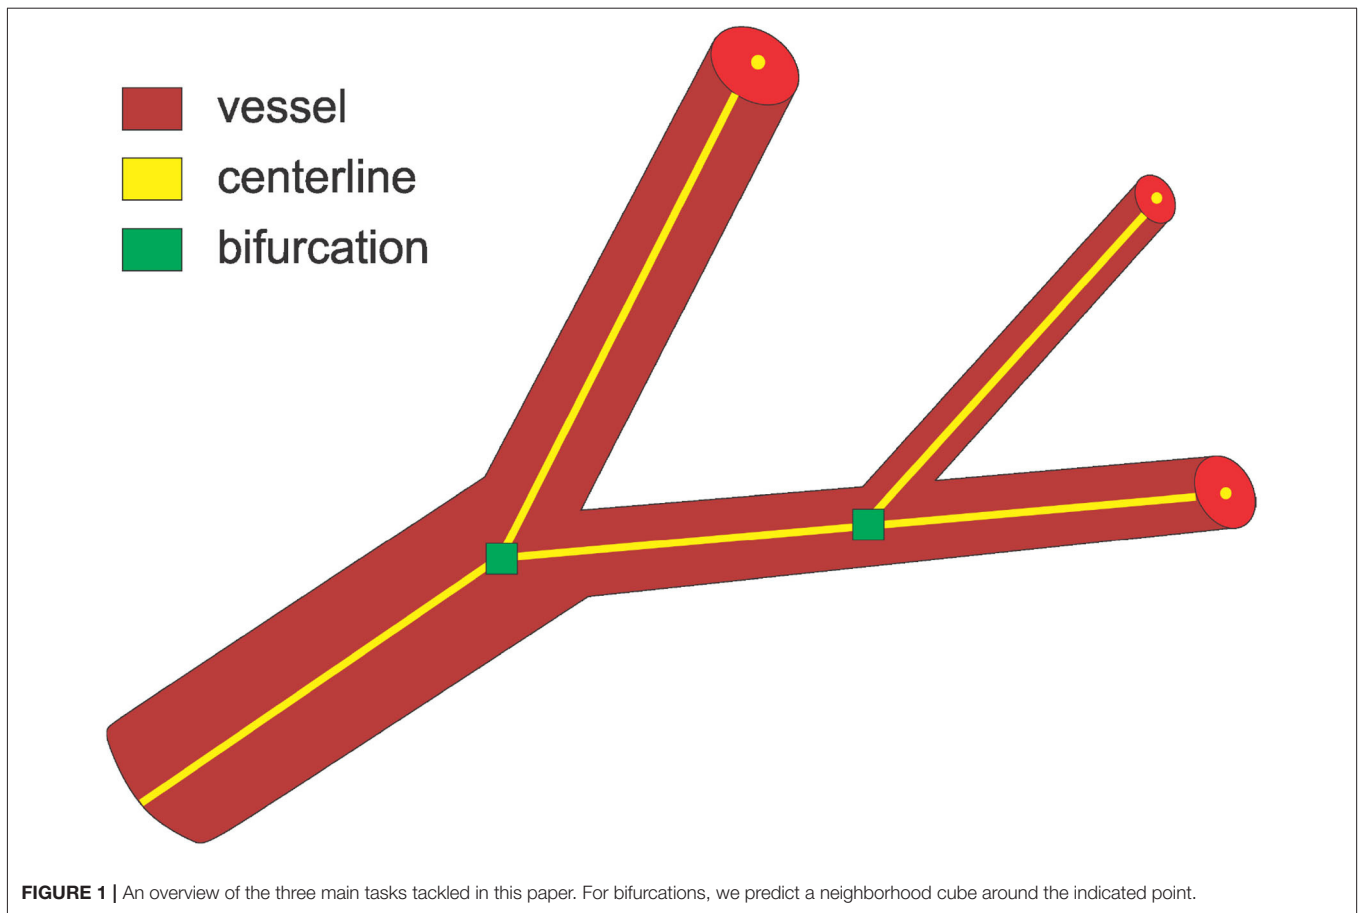 vessel
centerline
bifurcation
FIGURE 1 | An overview of the three main tasks tackled in this paper. For bifurcations, we predict a neighborhood cube around the indicated point.